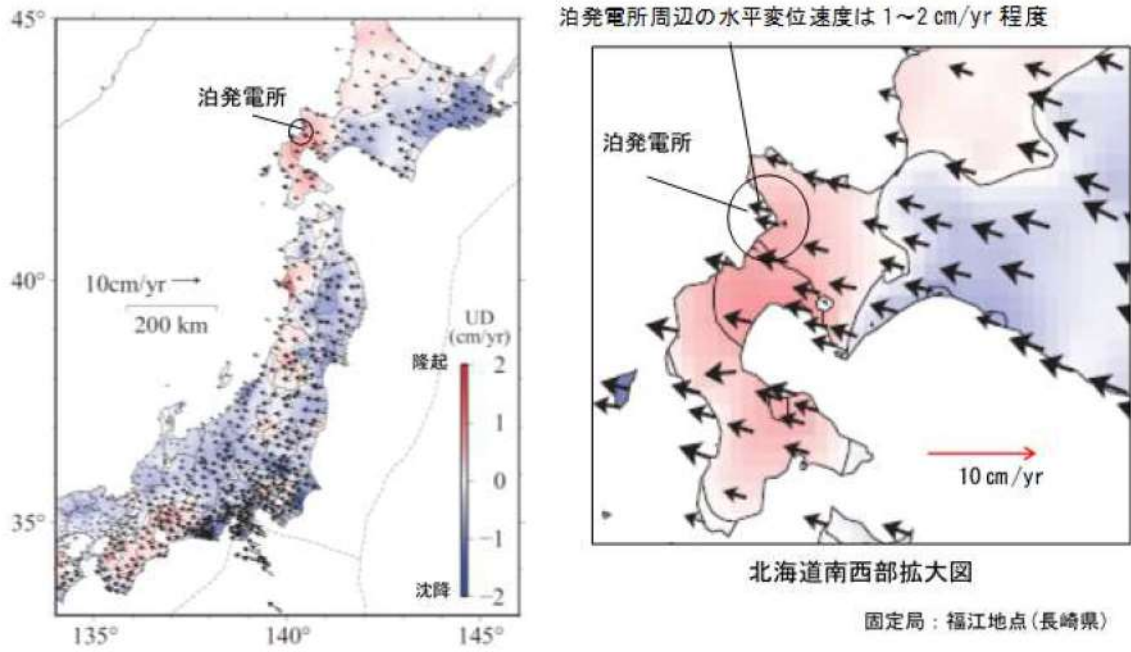 45°
泊発電所
40°
10cm/yr
200 km
UD
(cm/yr)
隆起
2
1
0
-1
沈降
-2
35°
135°
140°
145°
泊発電所周辺の水平変位速度は1~2 cm/yr 程度
泊発電所
10 cm/yr
北海道南西部拡大図
固定局:福江地点(長崎県)